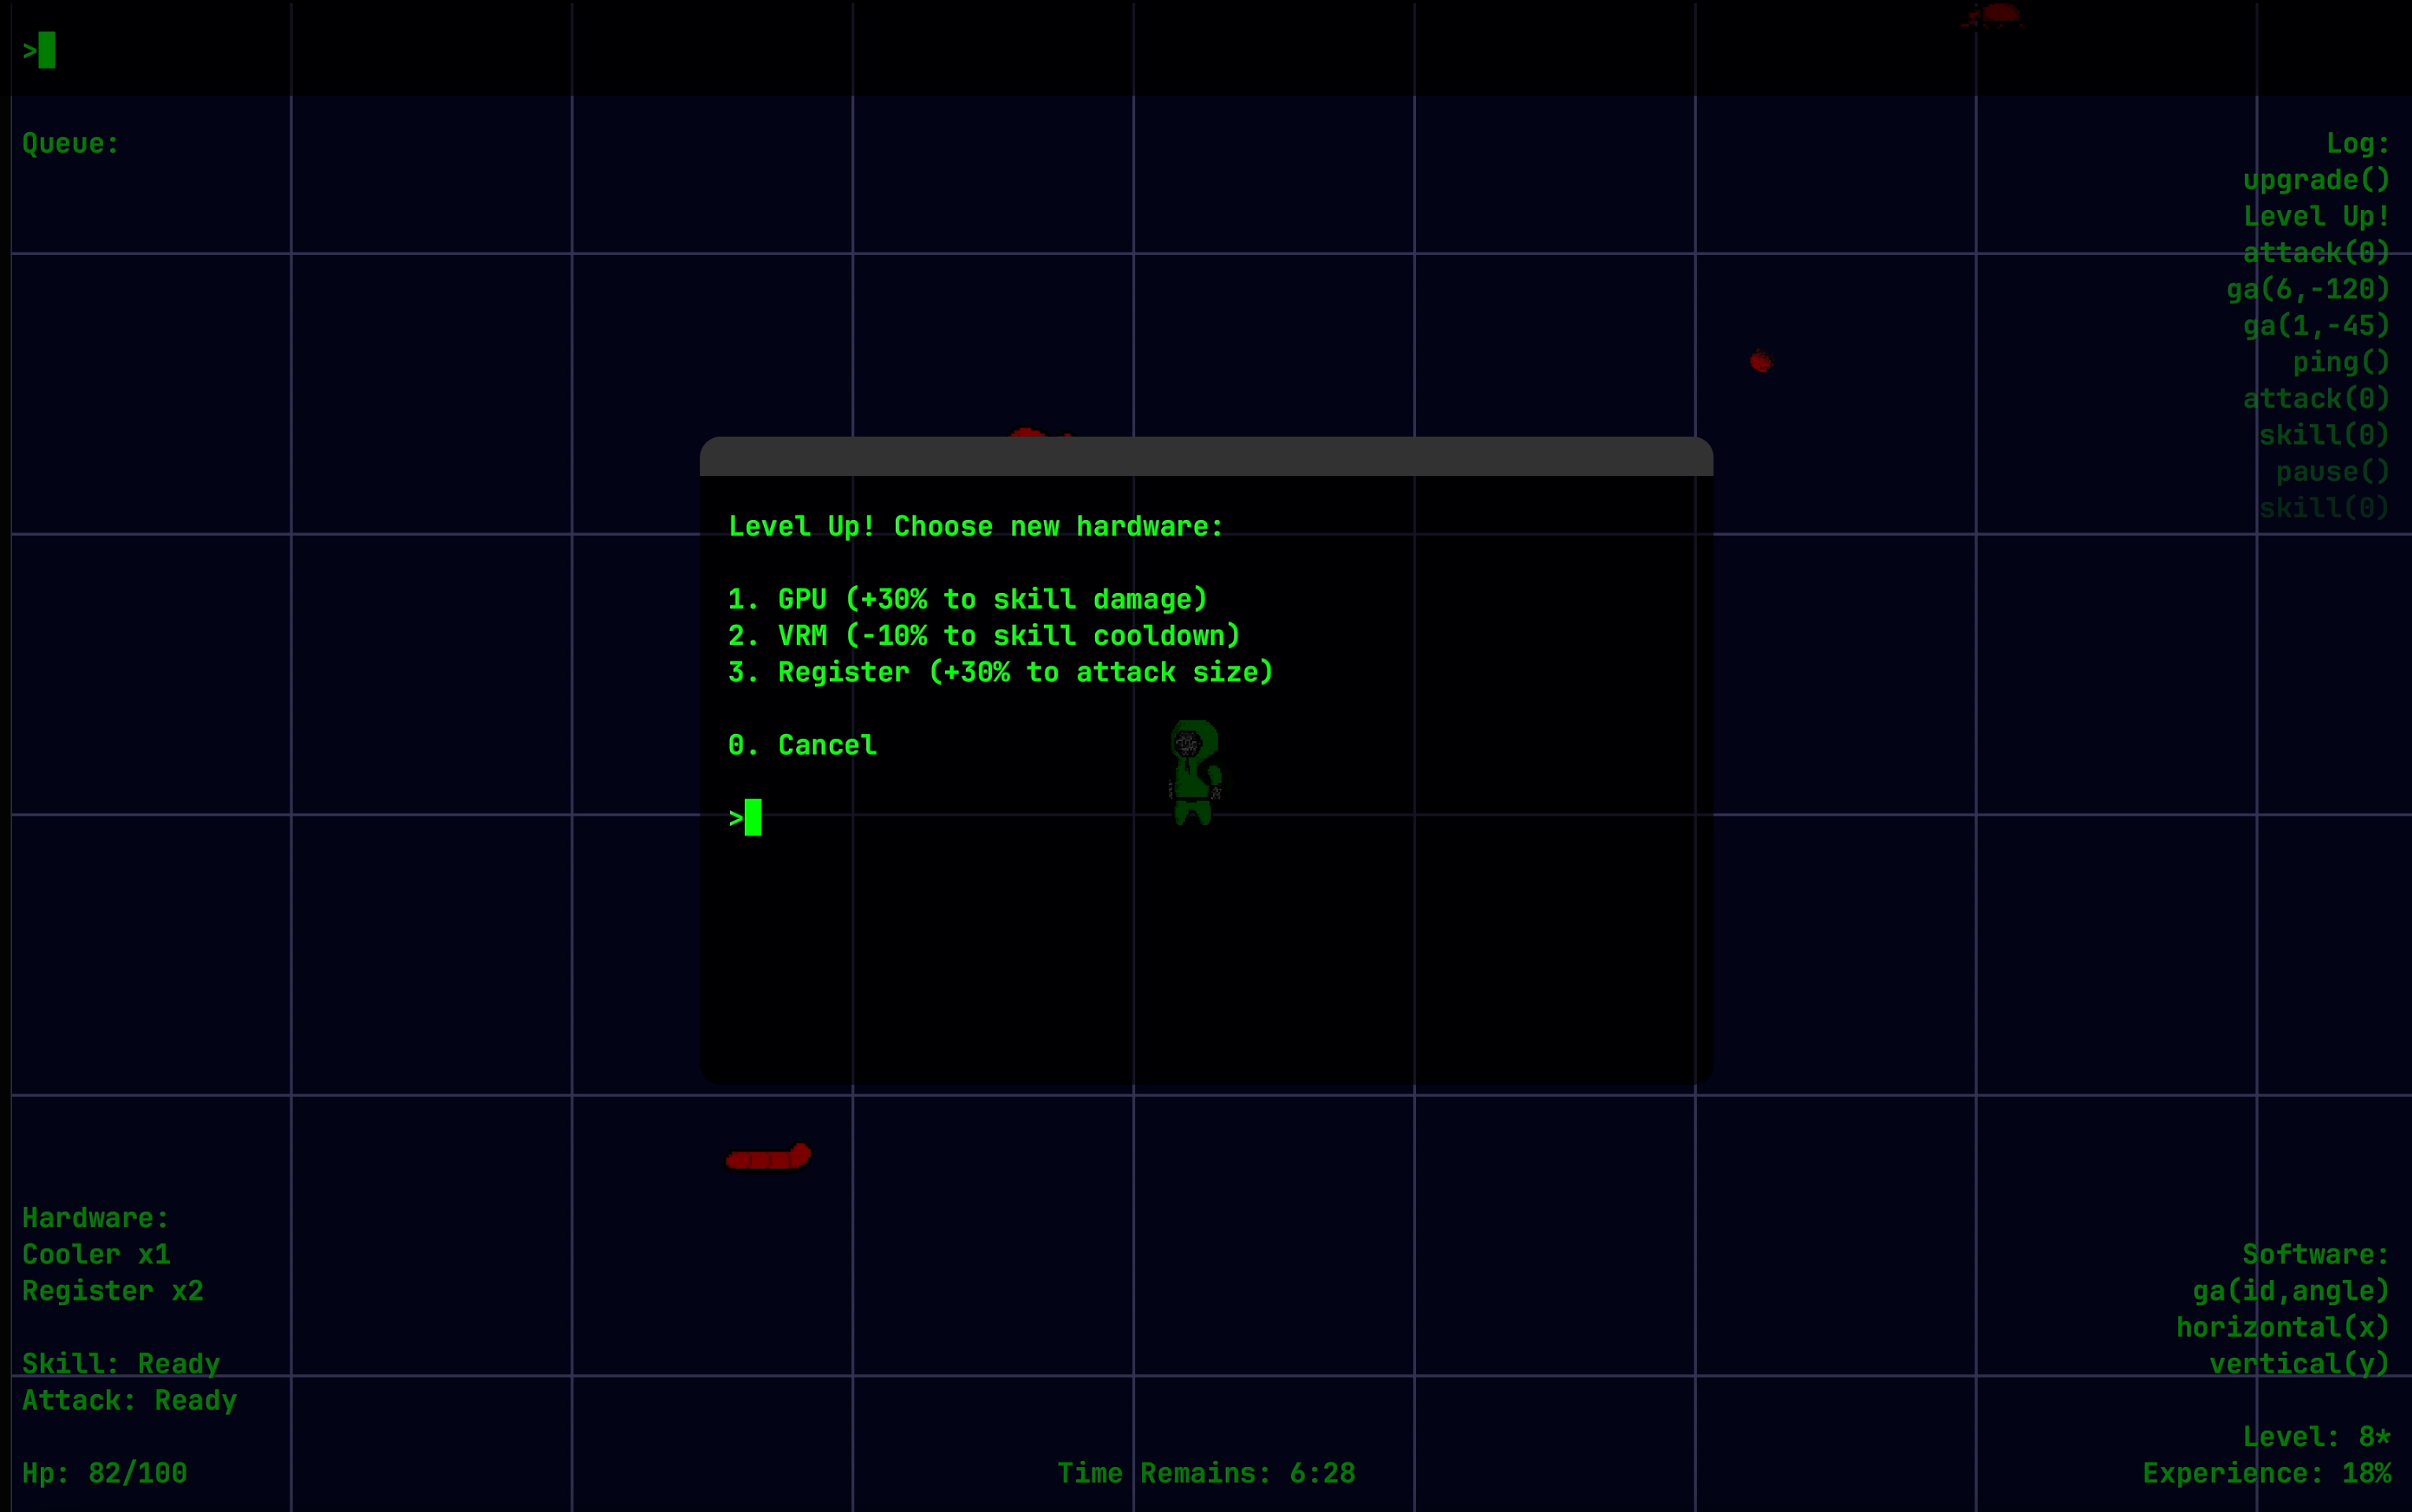 >
Queue:
Log:
upgrade()
Level Up!
attack(0)
ga(6,-120)
ga(1,-45)
ping()
attack(0)
skill(0)
pause()
skill(0)
Level Up! Choose new hardware:
1. GPU (+30% to skill damage)
2. VRM (-10% to skill cooldown)
3. Register (+30% to attack size)
0. Cancel
>
Hardware:
Cooler x1
Register x2
Skill: Ready
Attack: Ready
Hp: 82/100
Time Remains: 6:28
Software:
ga(id,angle)
horizontal(x)
vertical(y)
Level: 8*
Experience: 18%